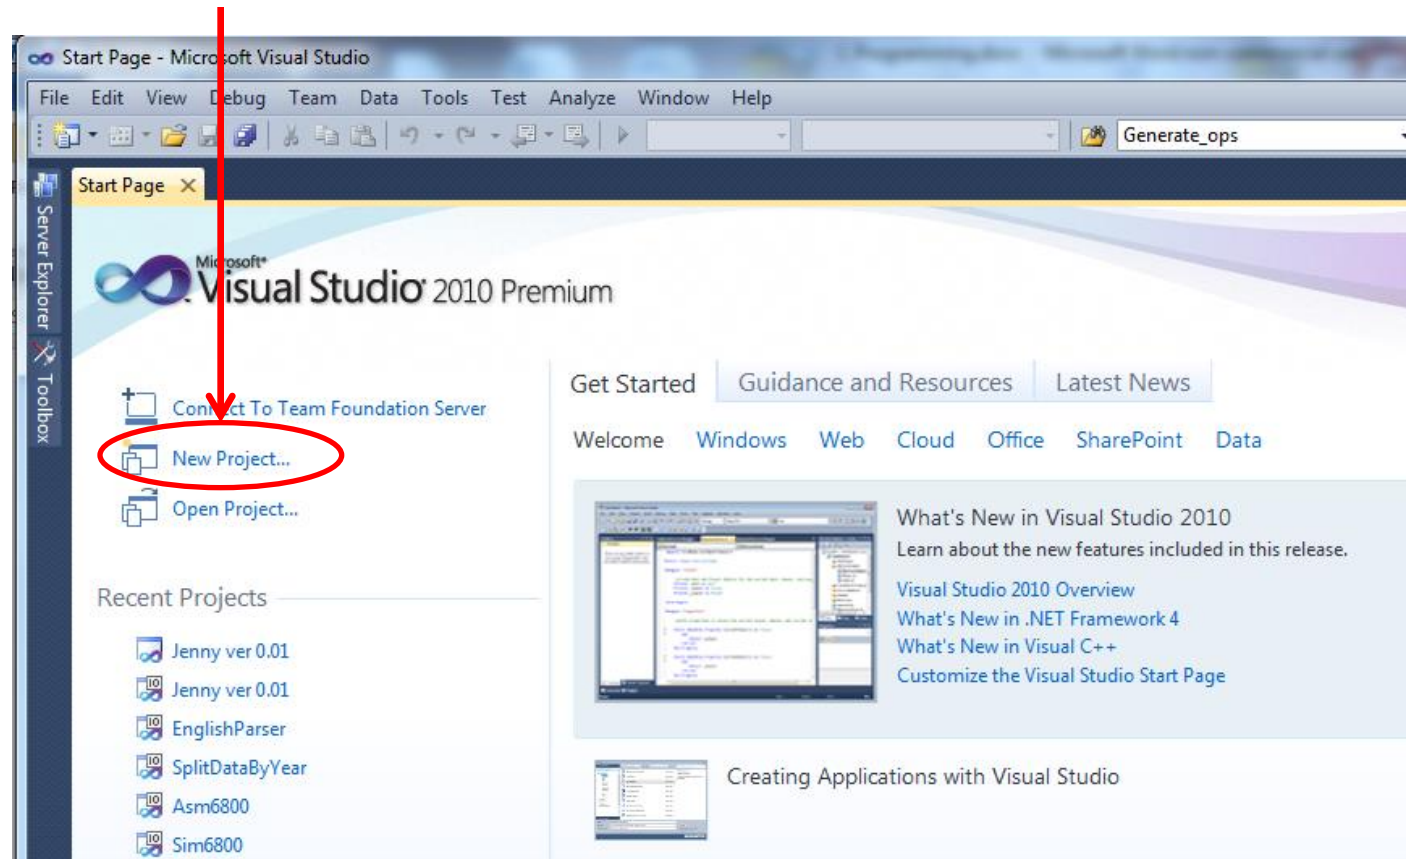 Start Page - Microsoft Visual Studio
File Edit View Debug Team Data Tools Test Analyze Window Help
Generate_ops
Server Explorer
Toolbox
Start Page
Microsoft
Visual Studio 2010 Premium
Connect To Team Foundation Server
New Project...
Open Project...
Recent Projects
Jenny ver 0.01
Jenny ver 0.01
EnglishParser
SplitDataByYear
Asm6800
Sim6800
Get Started Guidance and Resources Latest News
Welcome Windows Web Cloud Office SharePoint Data
What's New in Visual Studio 2010
Learn about the new features included in this release.
Visual Studio 2010 Overview
What's New in .NET Framework 4
What's New in Visual C++
Customize the Visual Studio Start Page
Creating Applications with Visual Studio